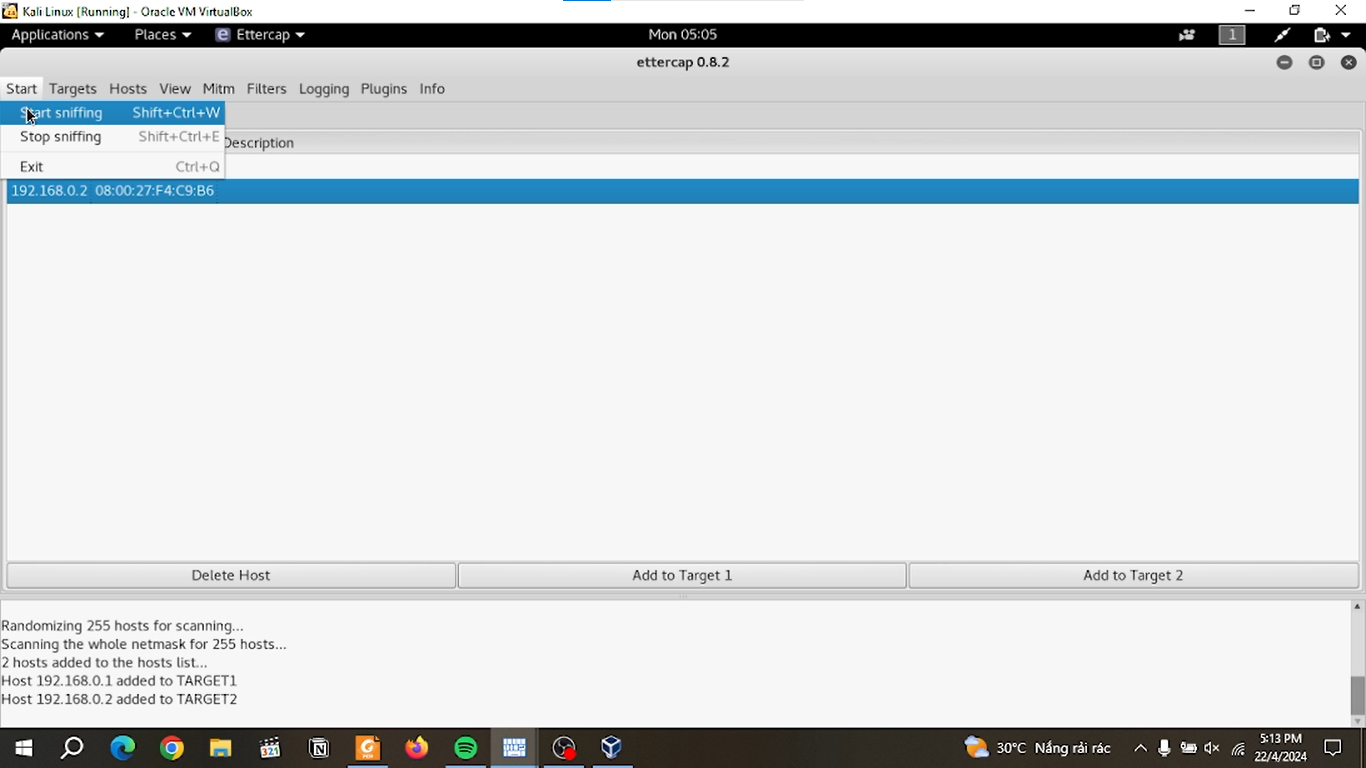 Kali Linux [Running] - Oracle VM VirtualBox
Applications Places Ettercap Mon 05:05 1
ettercap 0.8.2
Start Targets Hosts View Mitm Filters Logging Plugins Info
Start sniffing Shift+Ctrl+W
Stop sniffing Shift+Ctrl+E
Description
Exit Ctrl+Q
192.168.0.2 08:00:27:F4:C9:B6
Delete Host Add to Target 1 Add to Target 2
Randomizing 255 hosts for scanning...
Scanning the whole netmask for 255 hosts...
2 hosts added to the hosts list...
Host 192.168.0.1 added to TARGET1
Host 192.168.0.2 added to TARGET2
30°C Nắng rải rác
5:13 PM
22/4/2024